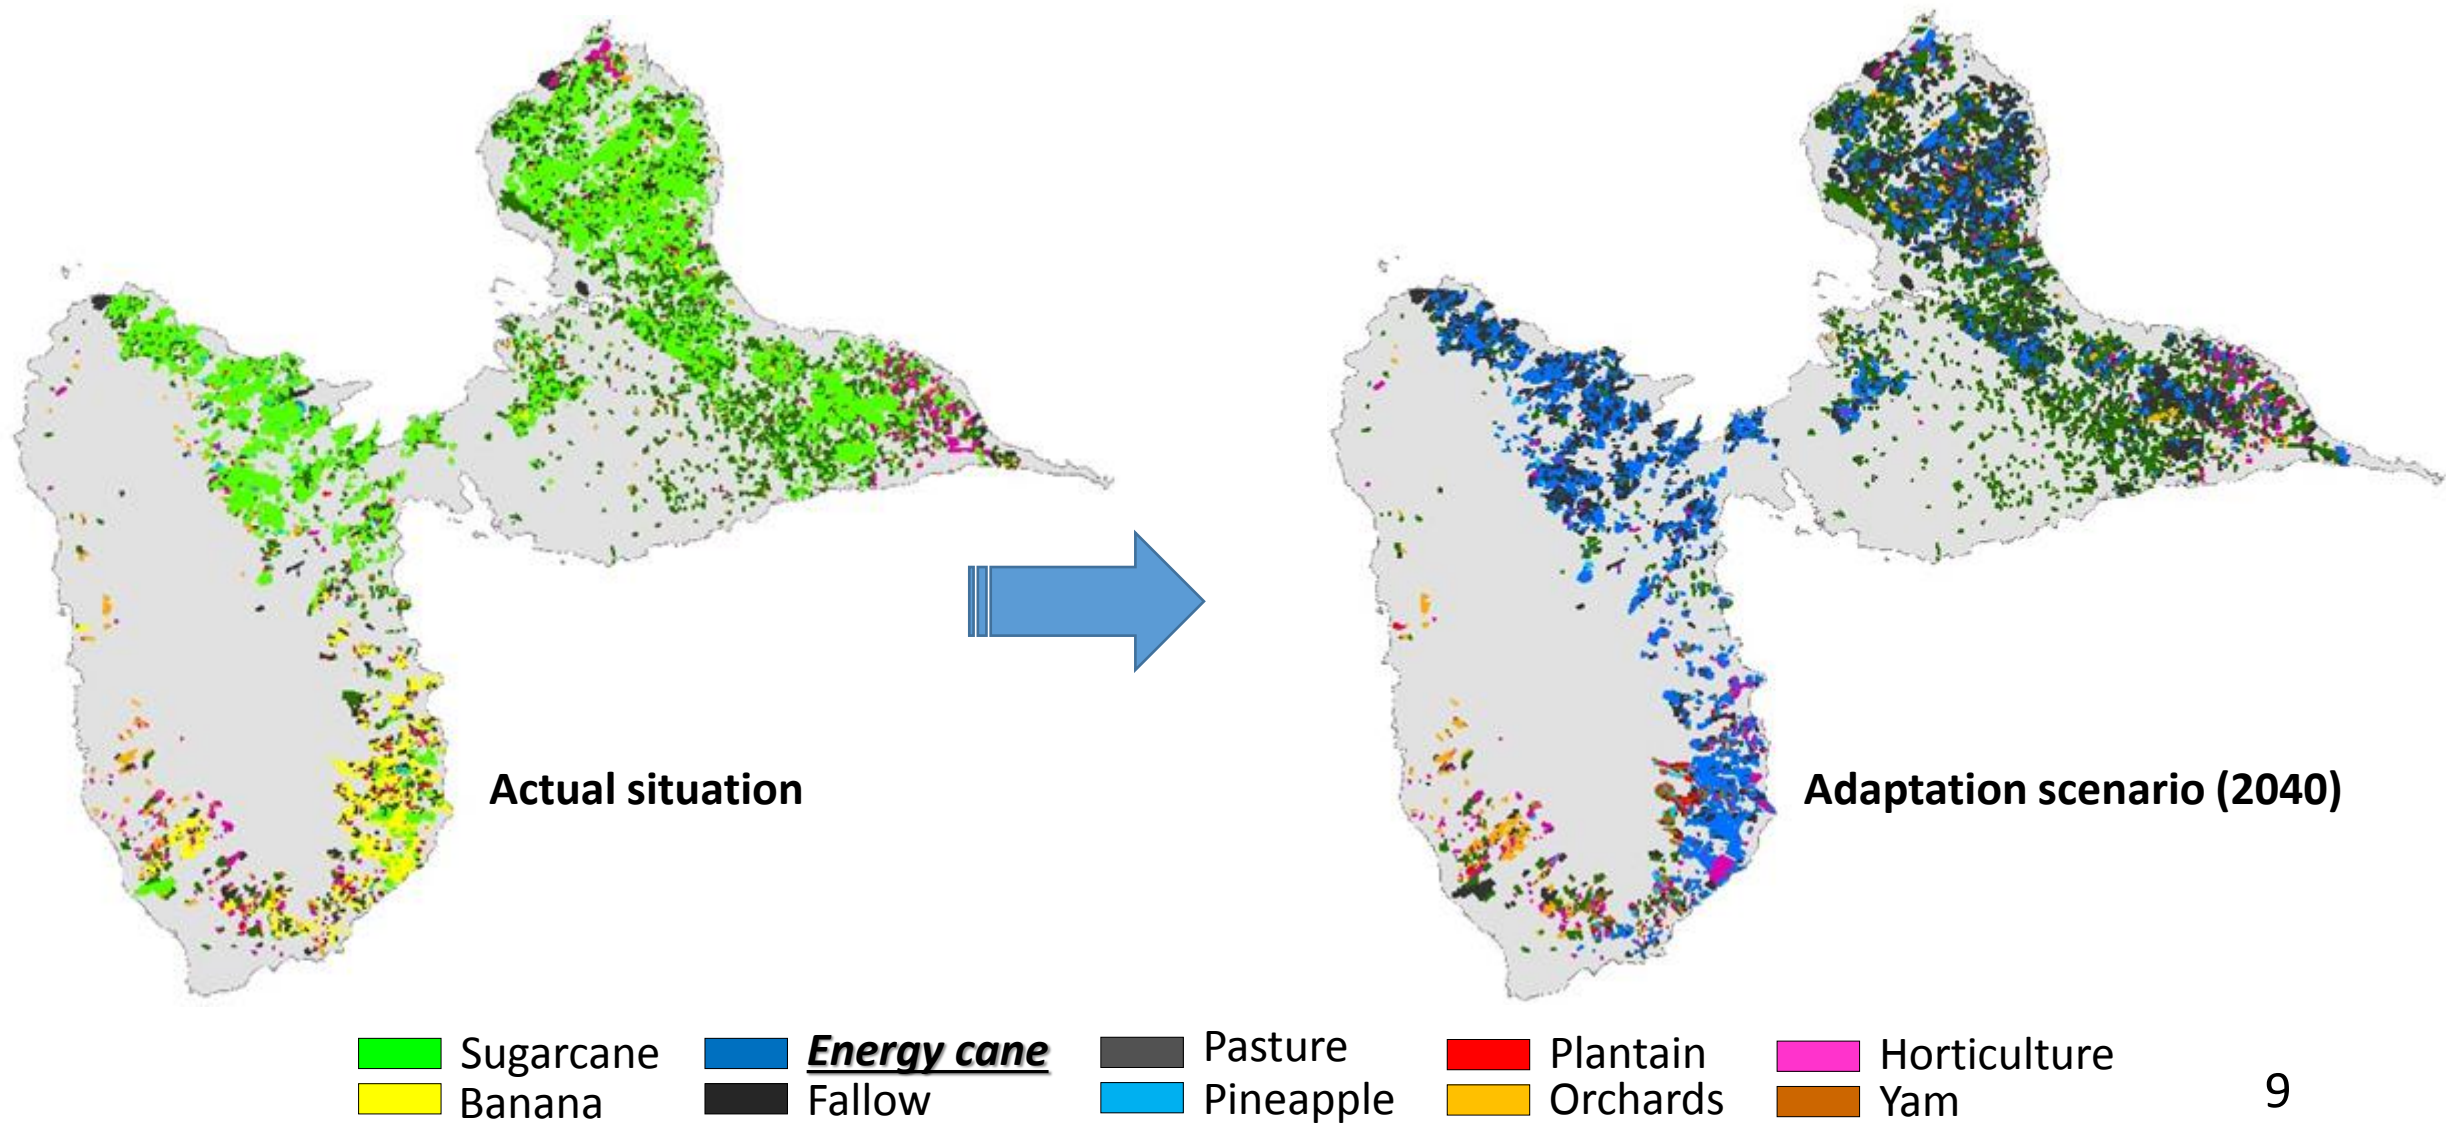 Actual situation
Adaptation scenario (2040)
Sugarcane
Energy cane
Pasture
Plantain
Horticulture
Banana
Fallow
Pineapple
Orchards
Yam
9